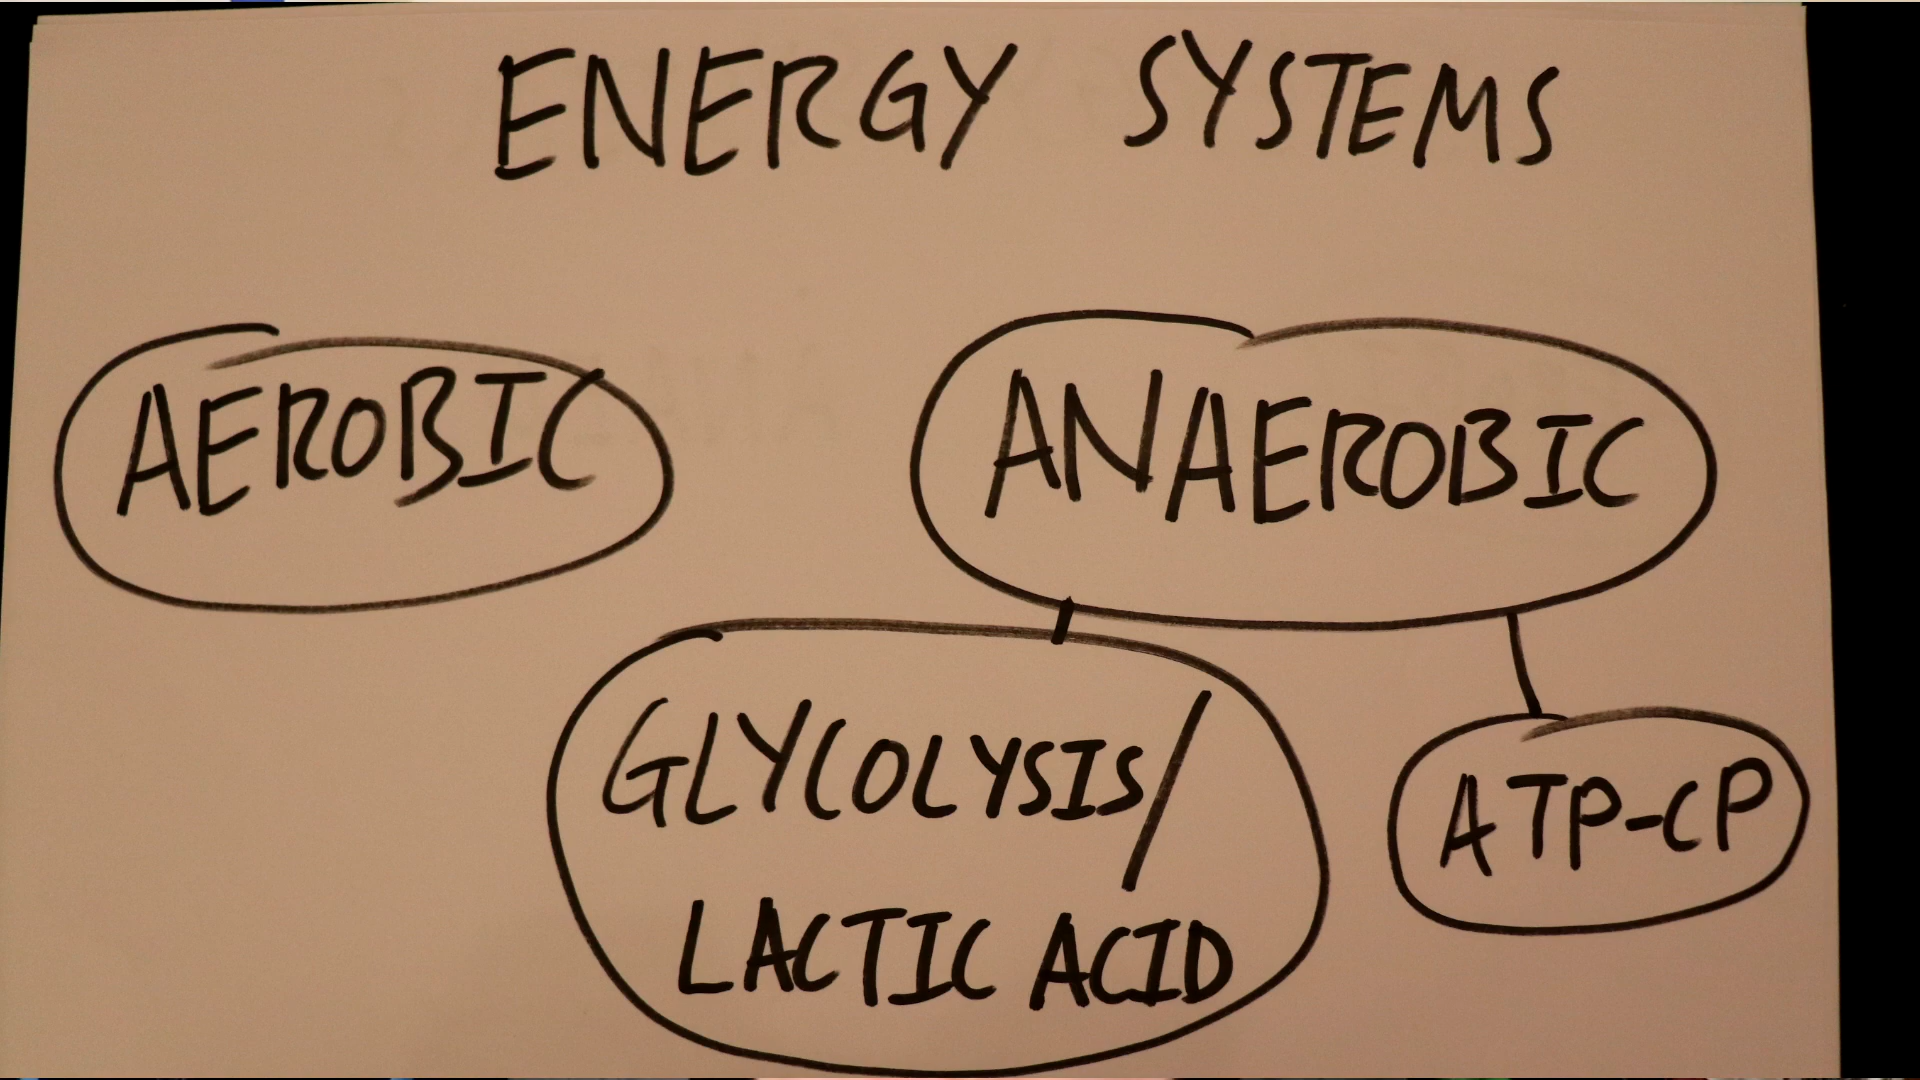 ENERGY SYSTEMS
AEROBIC
ANAEROBIC
GLYCOLYSIS/
LACTIC ACID
ATP-CP